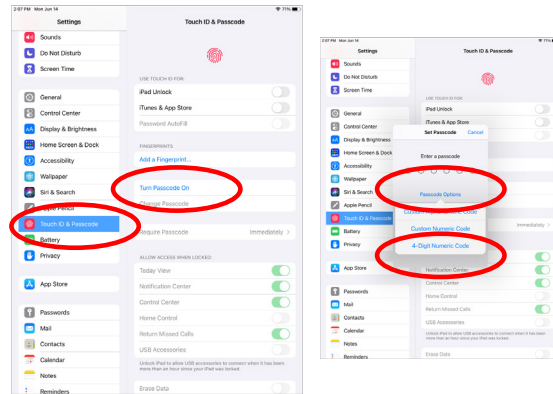 2:07 PM Mon Jun 14
71%
Settings
Touch ID & Passcode
Sounds
Do Not Disturb
Screen Time
USE TOUCH ID FOR:
General
iPad Unlock
Control Center
iTunes & App Store
Display & Brightness
Password AutoFill
Home Screen & Dock
FINGERPRINTS
Accessibility
Add a Fingerprint...
Wallpaper
Siri & Search
Turn Passcode On
Apple Pencil
Change Passcode
Touch ID & Passcode
Battery
Require Passcode
Immediately >
Privacy
ALLOW ACCESS WHEN LOCKED:
Today View
App Store
Notification Center
Control Center
Passwords
Home Control
Mail
Return Missed Calls
Contacts
USB Accessories
Calendar
Unlock iPad to allow USB accessories to connect when it has been
more than an hour since your iPad was locked.
Notes
Reminders
Erase Data
2:07 PM Mon Jun 14
71%
Settings
Touch ID & Passcode
Sounds
Do Not Disturb
Screen Time
USE TOUCH ID FOR:
General
iPad Unlock
Control Center
iTunes & App Store
Display & Brightness
Set Passcode
Cancel
Home Screen & Dock
Enter a passcode
Accessibility
Wallpaper
Siri & Search
Passcode Options
Apple Pencil
Touch ID & Passcode
Code
Battery
Custom Numeric Code
Immediately >
Privacy
4-Digit Numeric Code
App Store
Notification Center
Control Center
Passwords
Home Control
Mail
Return Missed Calls
Contacts
USB Accessories
Calendar
Unlock iPad to allow USB accessories to connect when it has been
more than an hour since your iPad was locked.
Notes
Reminders
Erase Data